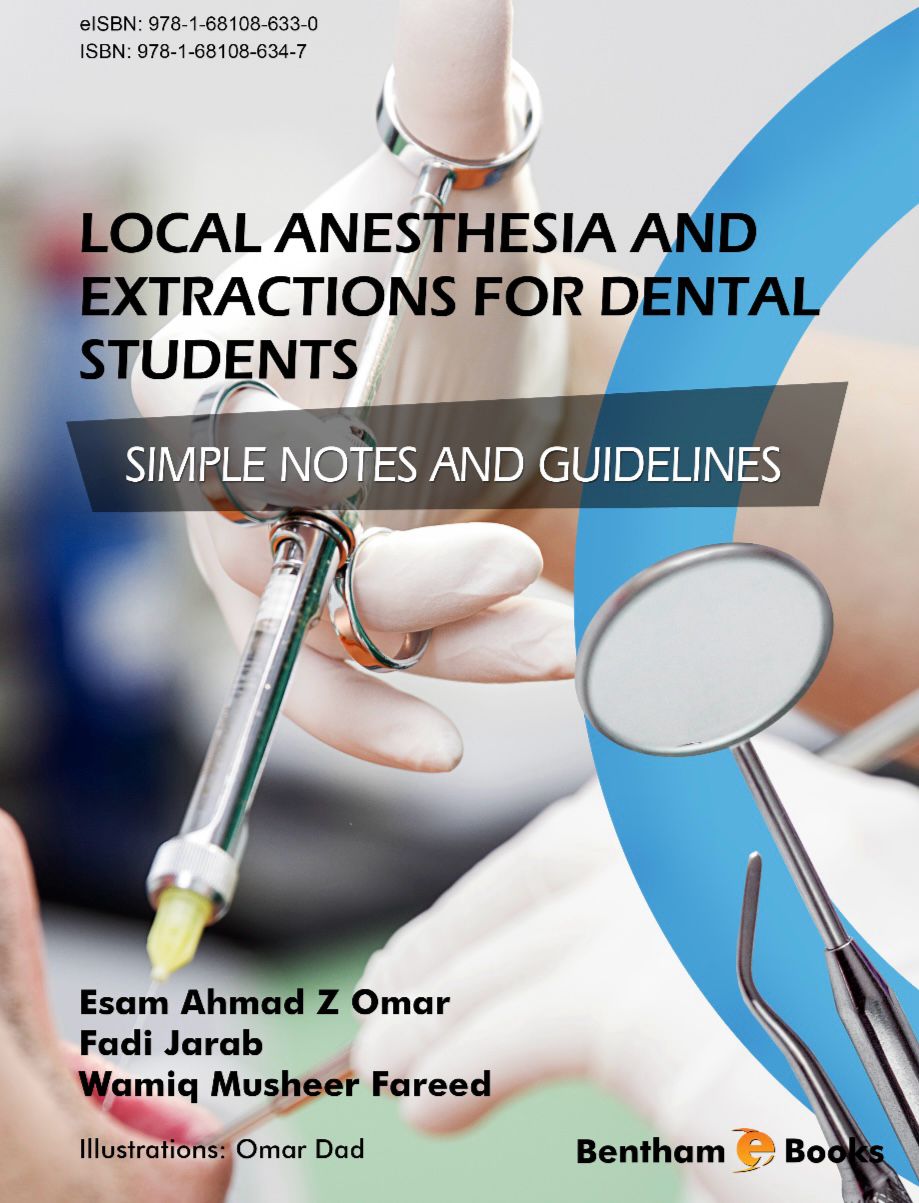 eISBN: 978-1-68108-633-0
ISBN: 978-1-68108-634-7
LOCAL ANESTHESIA AND
EXTRACTIONS FOR DENTAL
STUDENTS
SIMPLE NOTES AND GUIDELINES
Esam Ahmad Z Omar
Fadi Jarab
Wamiq Musheer Fareed
Illustrations: Omar Dad
Bentham e Books